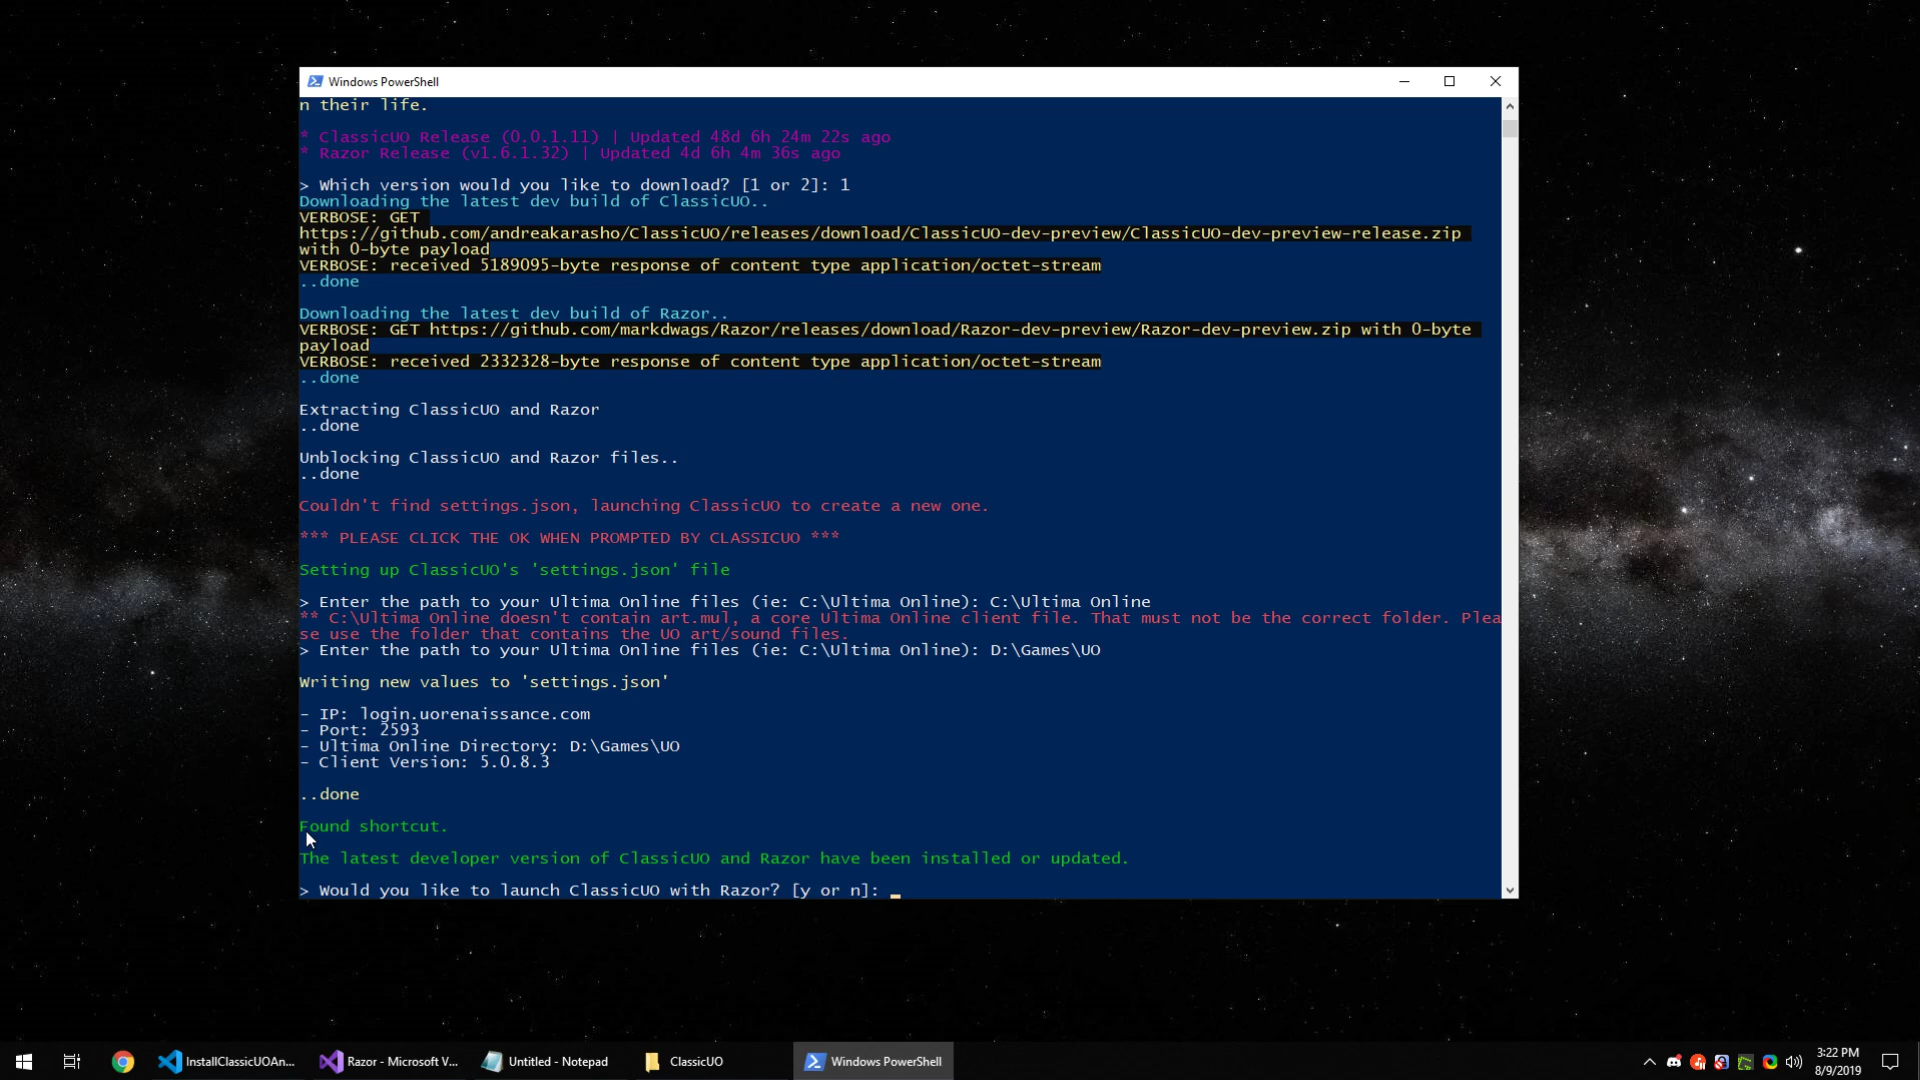 Windows PowerShell
n their life.
* ClassicUO Release (0.0.1.11) | Updated 48d 6h 24m 22s ago
* Razor Release (v1.6.1.32) | Updated 4d 6h 4m 36s ago
> Which version would you like to download? [1 or 2]: 1
Downloading the latest dev build of ClassicUO..
VERBOSE: GET
https://github.com/andreakarasho/ClassicUO/releases/download/ClassicUO-dev-preview/ClassicUO-dev-preview-release.zip
with 0-byte payload
VERBOSE: received 5189095-byte response of content type application/octet-stream
..done
Downloading the latest dev build of Razor..
VERBOSE: GET https://github.com/markdwags/Razor/releases/download/Razor-dev-preview/Razor-dev-preview.zip with 0-byte
payload
VERBOSE: received 2332328-byte response of content type application/octet-stream
..done
Extracting ClassicUO and Razor
..done
Unblocking ClassicUO and Razor files..
..done
Couldn't find settings.json, launching ClassicUO to create a new one.
*** PLEASE CLICK THE OK WHEN PROMPTED BY CLASSICUO ***
Setting up ClassicUO's 'settings.json' file
> Enter the path to your Ultima Online files (ie: C:\Ultima Online): C:\Ultima Online
** C:\Ultima Online doesn't contain art.mul, a core Ultima Online client file. That must not be the correct folder. Plea
se use the folder that contains the UO art/sound files.
> Enter the path to your Ultima Online files (ie: C:\Ultima Online): D:\Games\UO
Writing new values to 'settings.json'
- IP: login.uorenaissance.com
- Port: 2593
- Ultima Online Directory: D:\Games\UO
- Client Version: 5.0.8.3
..done
Found shortcut.
The latest developer version of ClassicUO and Razor have been installed or updated.
> Would you like to launch ClassicUO with Razor? [y or n]: _
InstallClassicUOAn... Razor - Microsoft V... Untitled - Notepad ClassicUO Windows PowerShell 3:22 PM
8/9/2019